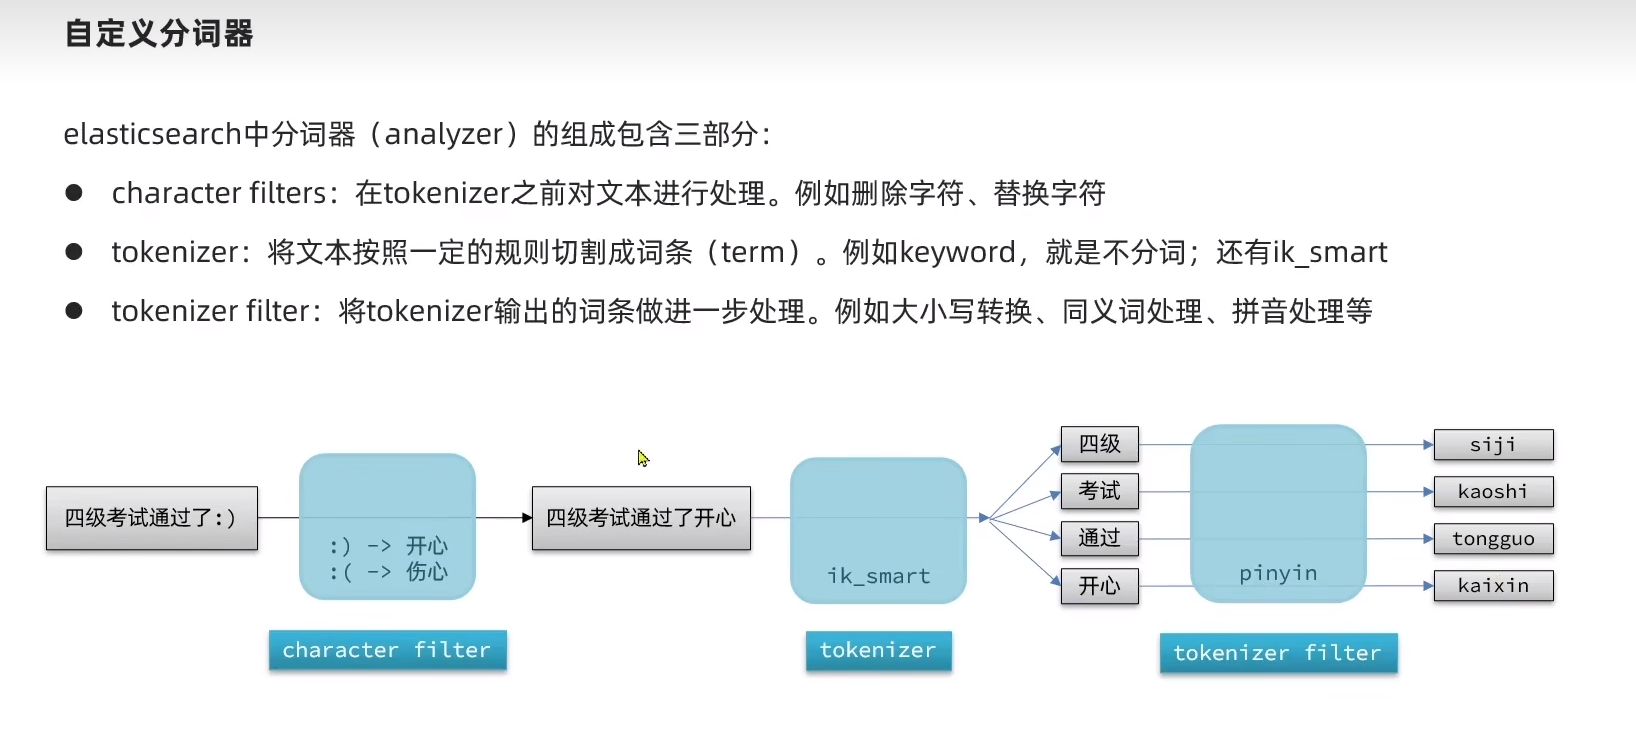 自定义分词器
elasticsearch中分词器（analyzer）的组成包含三部分：
● character filters：在tokenizer之前对文本进行处理。例如删除字符、替换字符
● tokenizer：将文本按照一定的规则切割成词条（term）。例如keyword，就是不分词；还有ik_smart
● tokenizer filter：将tokenizer输出的词条做进一步处理。例如大小写转换、同义词处理、拼音处理等
四级考试通过了:)
:) -> 开心
:( -> 伤心
character filter
四级考试通过了开心
ik_smart
tokenizer
四级
考试
通过
开心
pinyin
tokenizer filter
siji
kaoshi
tongguo
kaixin